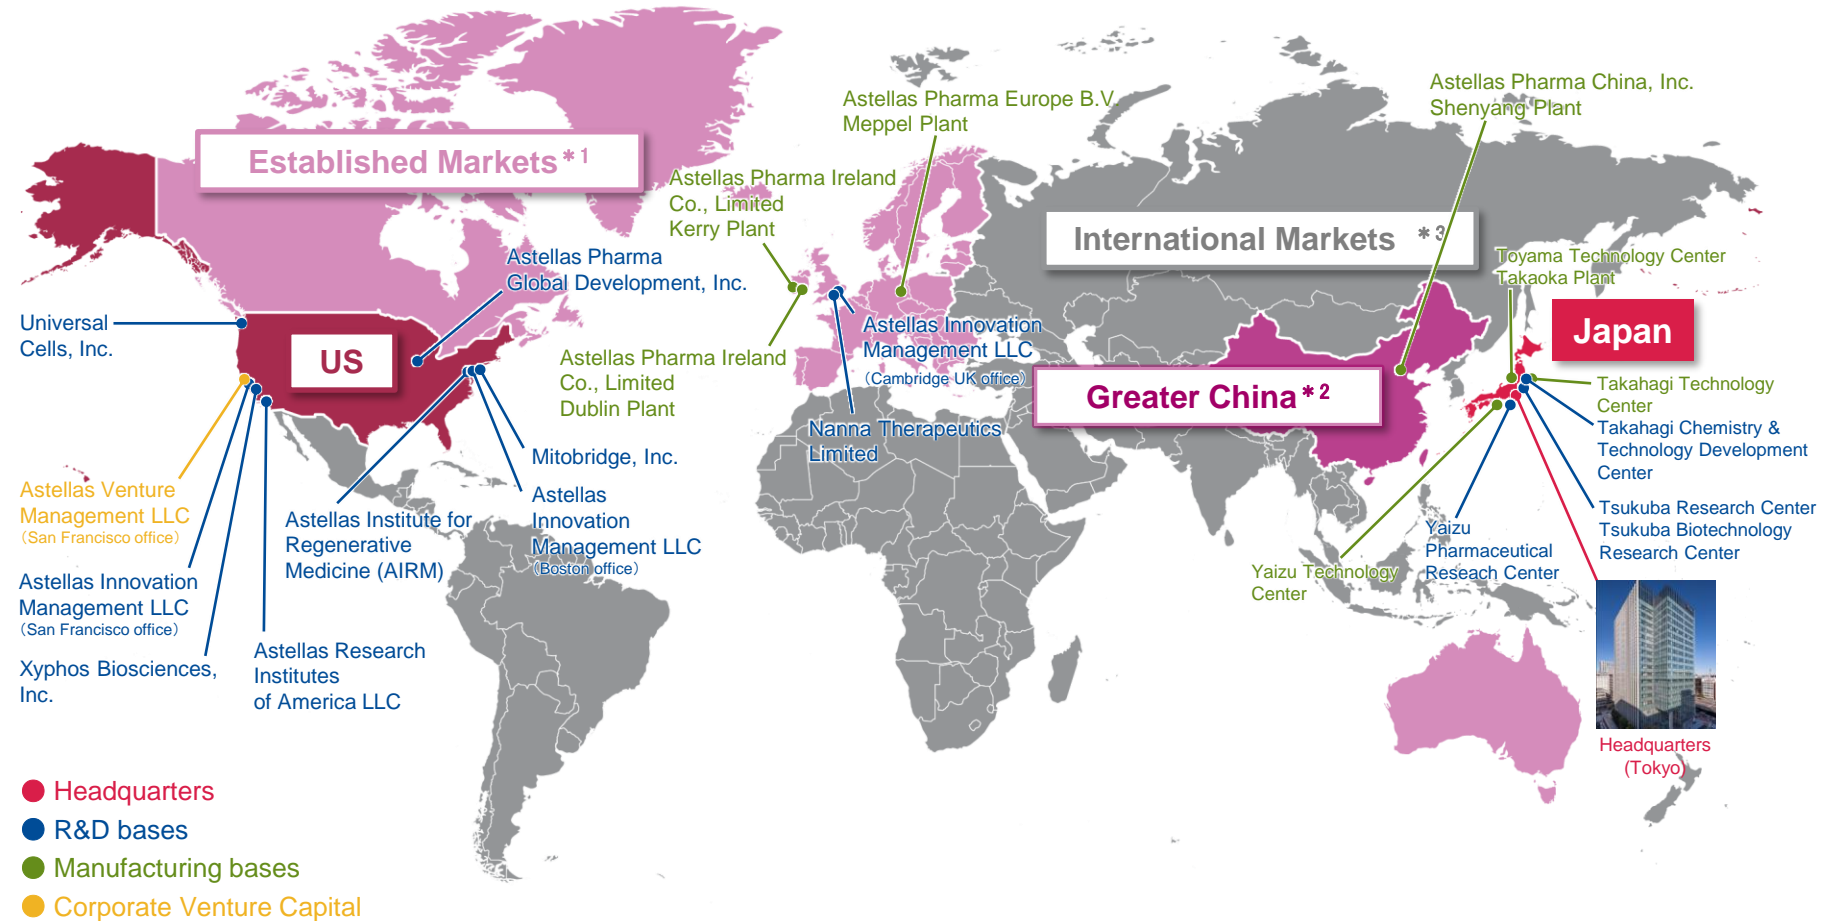 Established Markets *1
US
International Markets *3
Greater China *2
Japan
Astellas Pharma Europe B.V.
Meppel Plant
Astellas Pharma China, Inc.
Shenyang Plant
Astellas Pharma Ireland
Co., Limited
Kerry Plant
Astellas Pharma
Global Development, Inc.
Toyama Technology Center
Takaoka Plant
Universal
Cells, Inc.
Astellas Innovation
Management LLC
(Cambridge UK office)
Astellas Pharma Ireland
Co., Limited
Dublin Plant
Nanna Therapeutics
Limited
Takahagi Technology
Center
Takahagi Chemistry &
Technology Development
Center
Mitobridge, Inc.
Astellas Venture
Management LLC
(San Francisco office)
Astellas Institute for
Regenerative
Medicine (AIRM)
Astellas
Innovation
Management LLC
(Boston office)
Tsukuba Research Center
Tsukuba Biotechnology
Research Center
Yaizu
Pharmaceutical
Reseach Center
Yaizu Technology
Center
Astellas Innovation
Management LLC
(San Francisco office)
Xyphos Biosciences,
Inc.
Astellas Research
Institutes
of America LLC
Headquarters
(Tokyo)
Headquarters
R&D bases
Manufacturing bases
Corporate Venture Capital